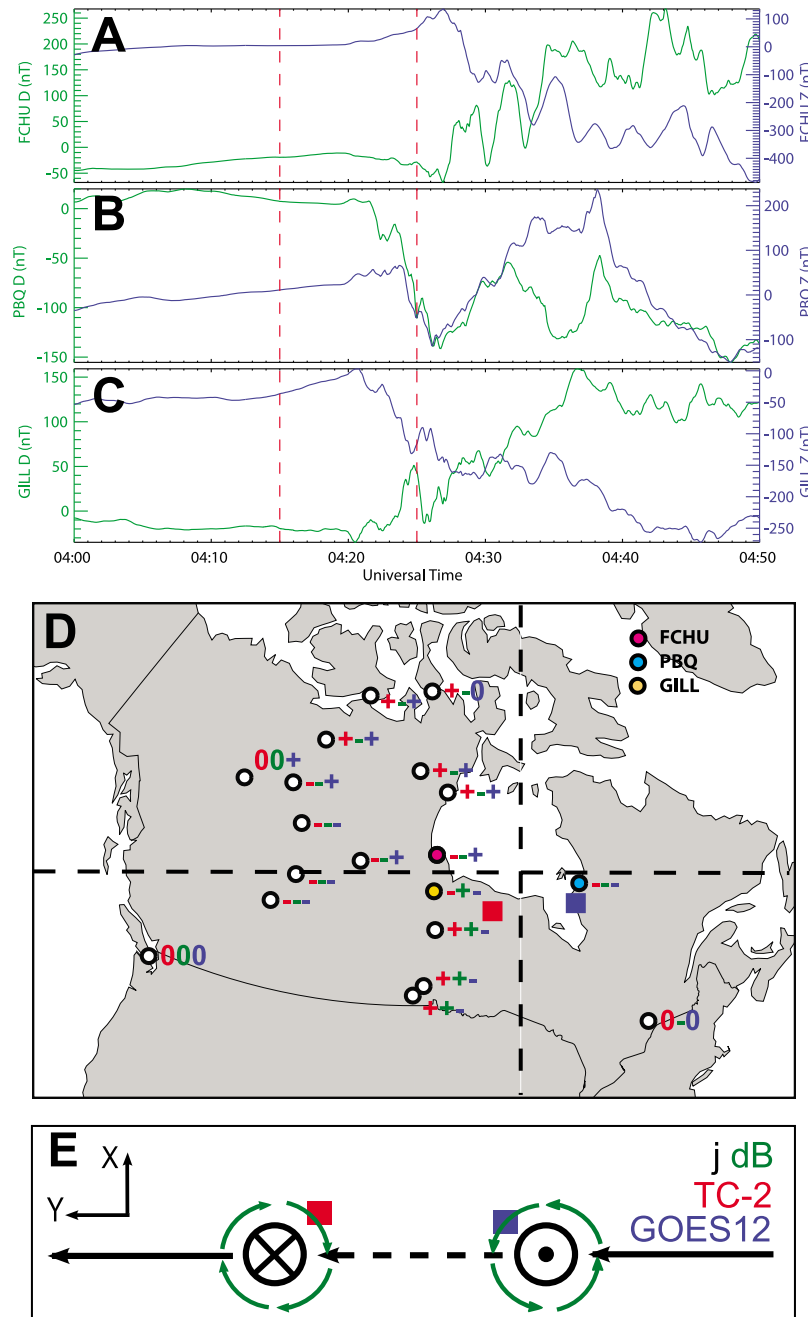 A
FCHU D (nT)
250
200
150
100
50
0
-50
100
0
-100
-200
-300
-400
FCHU Z (nT)
B
PBQ D (nT)
0
-50
-100
-150
200
100
0
-100
PBQ Z (nT)
C
GILL D (nT)
150
100
50
0
0
-50
-100
-150
-200
-250
GILL Z (nT)
04:00 04:10 04:20 04:30 04:40 04:50
Universal Time
D
FCHU
PBQ
GILL
+-+
+-0
+-+
00+
--+
+-+
+-+
---
--+
--+
---
---
---
-+-
++-
000
++-
++-
0-0
E
X
Y
j dB
TC-2
GOES12